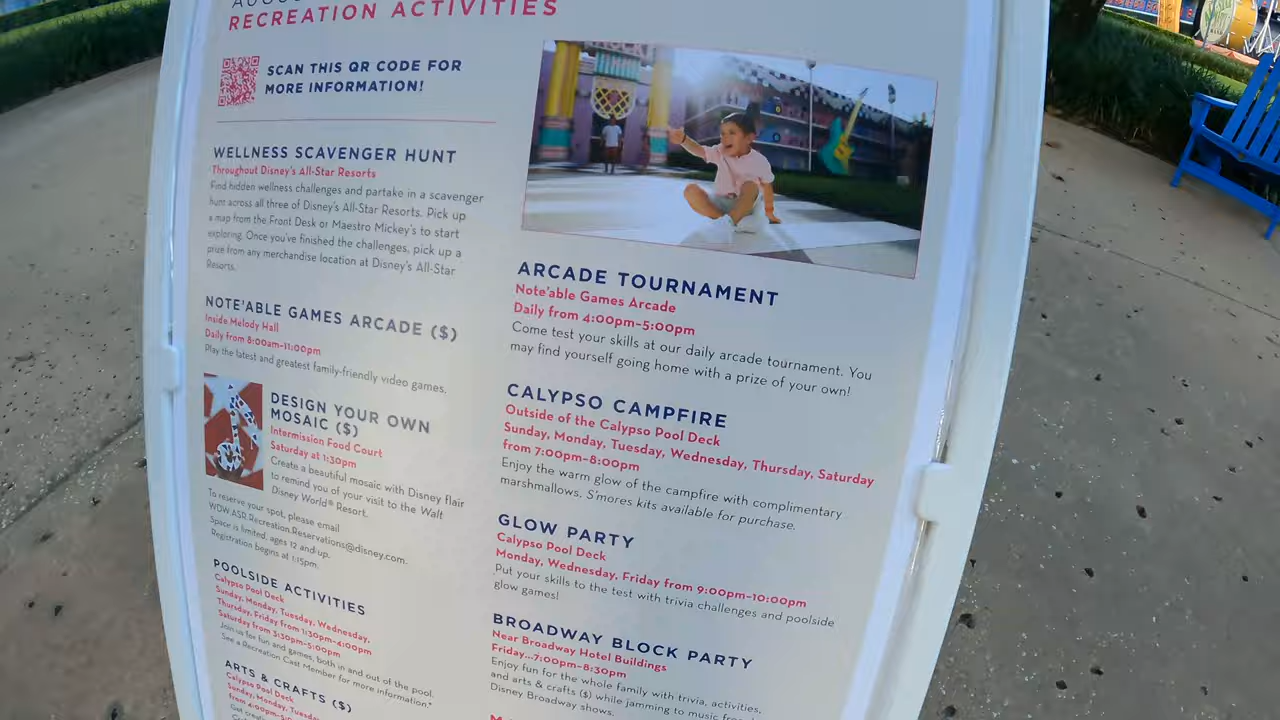 RECREATION ACTIVITIES
SCAN THIS QR CODE FOR
MORE INFORMATION!
WELLNESS SCAVENGER HUNT
Throughout Disney's All-Star Resorts
Find hidden wellness challenges and partake in a scavenger
hunt across all three of Disney's All-Star Resorts. Pick up
a map from the Front Desk or Maestro Mickey's to start
exploring. Once you've finished the challenges, pick up a
prize from any merchandise location at Disney's All-Star
Resorts.
NOTE'ABLE GAMES ARCADE ($)
Inside Melody Hall
Daily from 8:00am-11:00pm
Play the latest and greatest family-friendly video games.
DESIGN YOUR OWN
MOSAIC ($)
Intermission Food Court
Saturday at 1:30pm
Create a beautiful mosaic with Disney flair
to remind you of your visit to the Walt
Disney World® Resort.
To reserve your spot, please email
WDW.ASR.Recreation.Reservations@disney.com.
Space is limited, ages 12 and up.
Registration begins at 1:15pm.
POOLSIDE ACTIVITIES
Calypso Pool Deck
Sunday, Monday, Tuesday, Wednesday,
Thursday, Friday from 1:30pm-4:00pm
Saturday from 3:30pm-5:00pm
Join us for fun and games, both in and out of the pool.
See a Recreation Cast Member for more information.*
ARTS & CRAFTS ($)
Calypso Pool Deck
Sunday, Monday, Tuesday
from 4:00pm-5:
Get
ARCADE TOURNAMENT
Note'able Games Arcade
Daily from 4:00pm-5:00pm
Come test your skills at our daily arcade tournament. You
may find yourself going home with a prize of your own!
CALYPSO CAMPFIRE
Outside of the Calypso Pool Deck
Sunday, Monday, Tuesday, Wednesday, Thursday, Saturday
from 7:00pm-8:00pm
Enjoy the warm glow of the campfire with complimentary
marshmallows. S'mores kits available for purchase.
GLOW PARTY
Calypso Pool Deck
Monday, Wednesday, Friday from 9:00pm-10:00pm
Put your skills to the test with trivia challenges and poolside
glow games!
BROADWAY BLOCK PARTY
Near Broadway Hotel Buildings
Friday...7:00pm-8:30pm
Enjoy fun for the whole family with trivia, activities,
and arts & crafts ($) while jamming to music from
Disney Broadway shows.